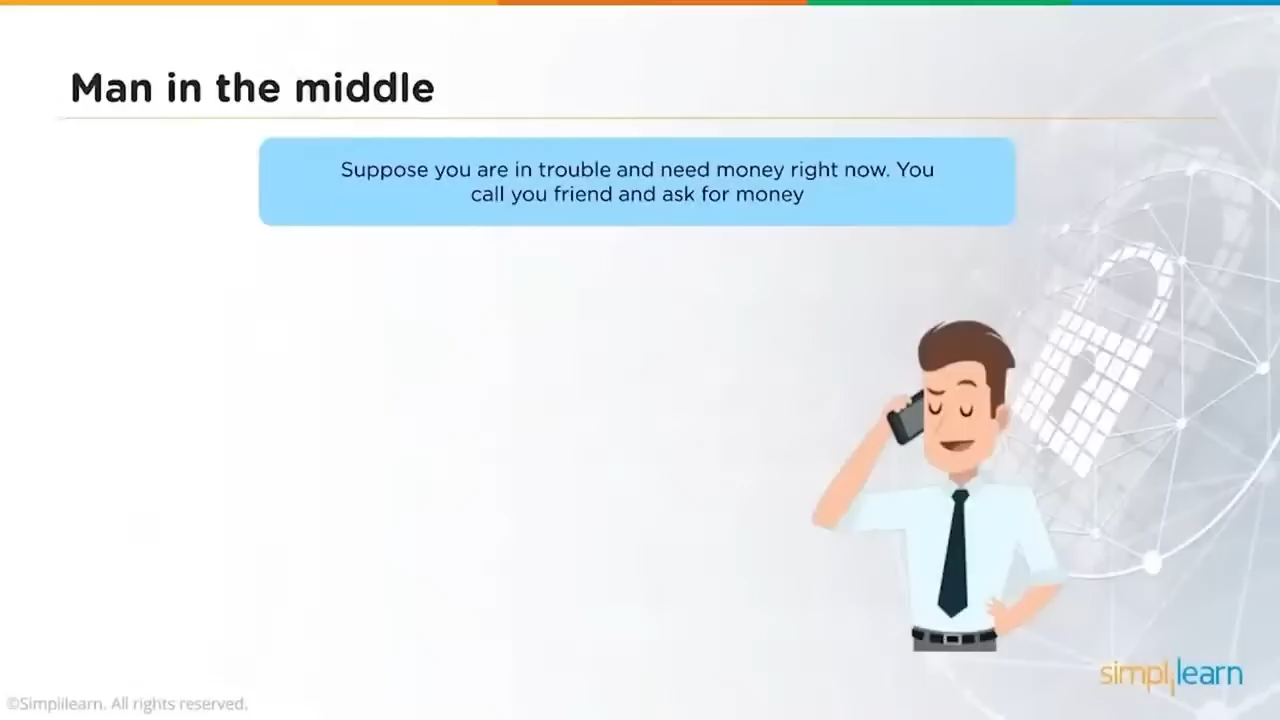 Man in the middle
Suppose you are in trouble and need money right now. You
call you friend and ask for money
simplilearn
©Simplilearn. All rights reserved.